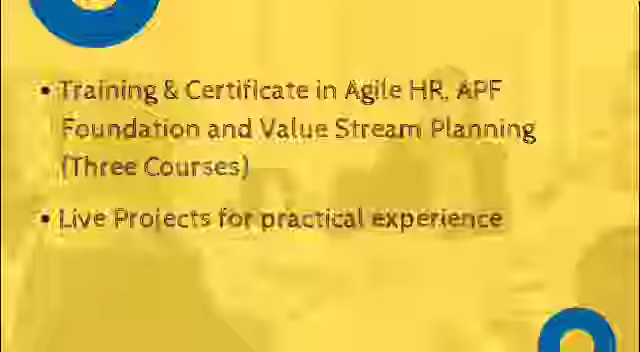 • Training & Certificate in Agile HR, APF
Foundation and Value Stream Planning
(Three Courses)
• Live Projects for practical experience